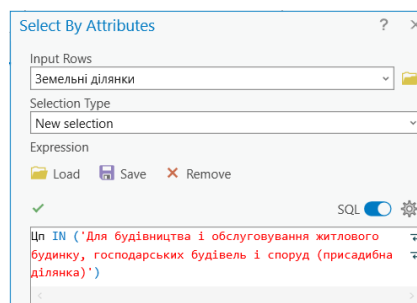 Select By Attributes ? ×
Input Rows
Земельні ділянки
Selection Type
New selection
Expression
Load Save Remove
SQL
Цп IN ('Для будівництва і обслуговування житлового
будинку, господарських будівель і споруд (присадибна
ділянка)')